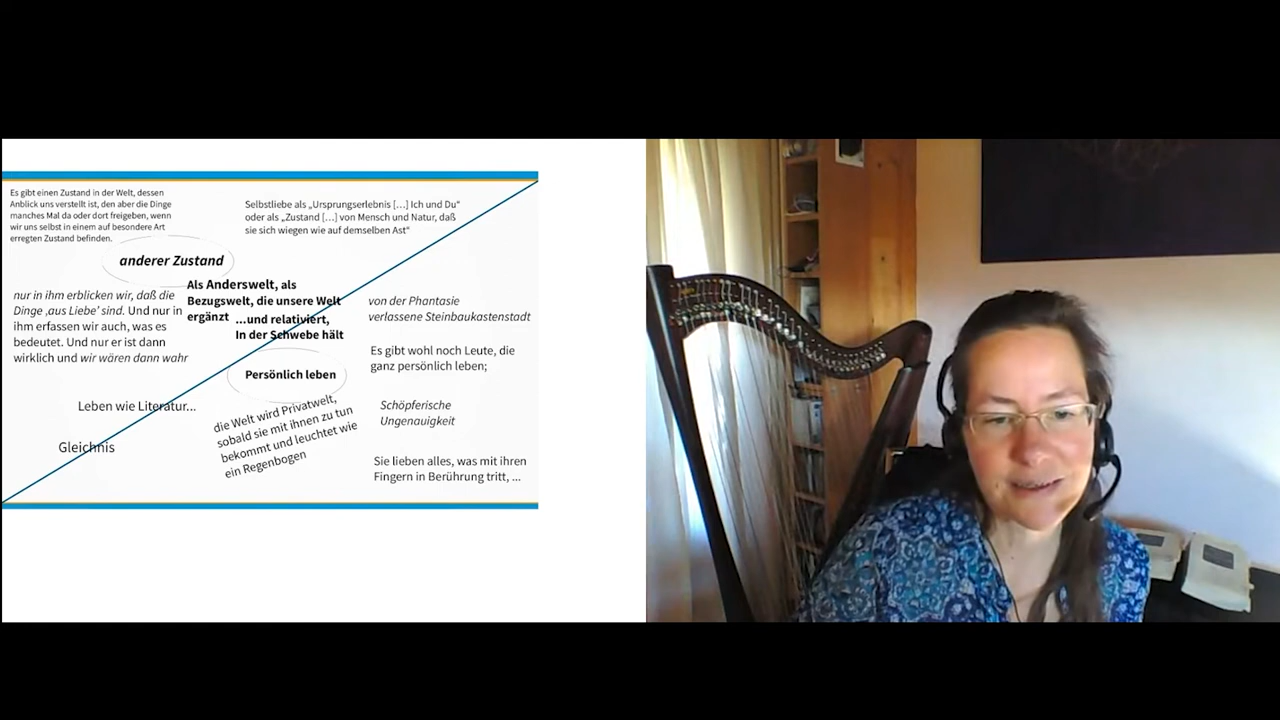 Es gibt einen Zustand in der Welt, dessen
Anblick uns verstellt ist, den aber die Dinge
manches Mal da oder dort freigeben, wenn
wir uns selbst in einem auf besondere Art
erregten Zustand befinden.
Selbstliebe als „Ursprungserlebnis […] Ich und Du“
oder als „Zustand […] von Mensch und Natur, daß
sie sich wiegen wie auf demselben Ast“
anderer Zustand
Als Anderswelt, als
Bezugswelt, die unsere Welt
ergänzt
…und relativiert,
In der Schwebe hält
nur in ihm erblicken wir, daß die
Dinge ‚aus Liebe’ sind. Und nur in
ihm erfassen wir auch, was es
bedeutet. Und nur er ist dann
wirklich und wir wären dann wahr
von der Phantasie
verlassene Steinbaukastenstadt
Es gibt wohl noch Leute, die
ganz persönlich leben;
Persönlich leben
Leben wie Literatur...
die Welt wird Privatwelt,
sobald sie mit ihnen zu tun
bekommt und leuchtet wie
ein Regenbogen
Schöpferische
Ungenauigkeit
Gleichnis
Sie lieben alles, was mit ihren
Fingern in Berührung tritt, ...